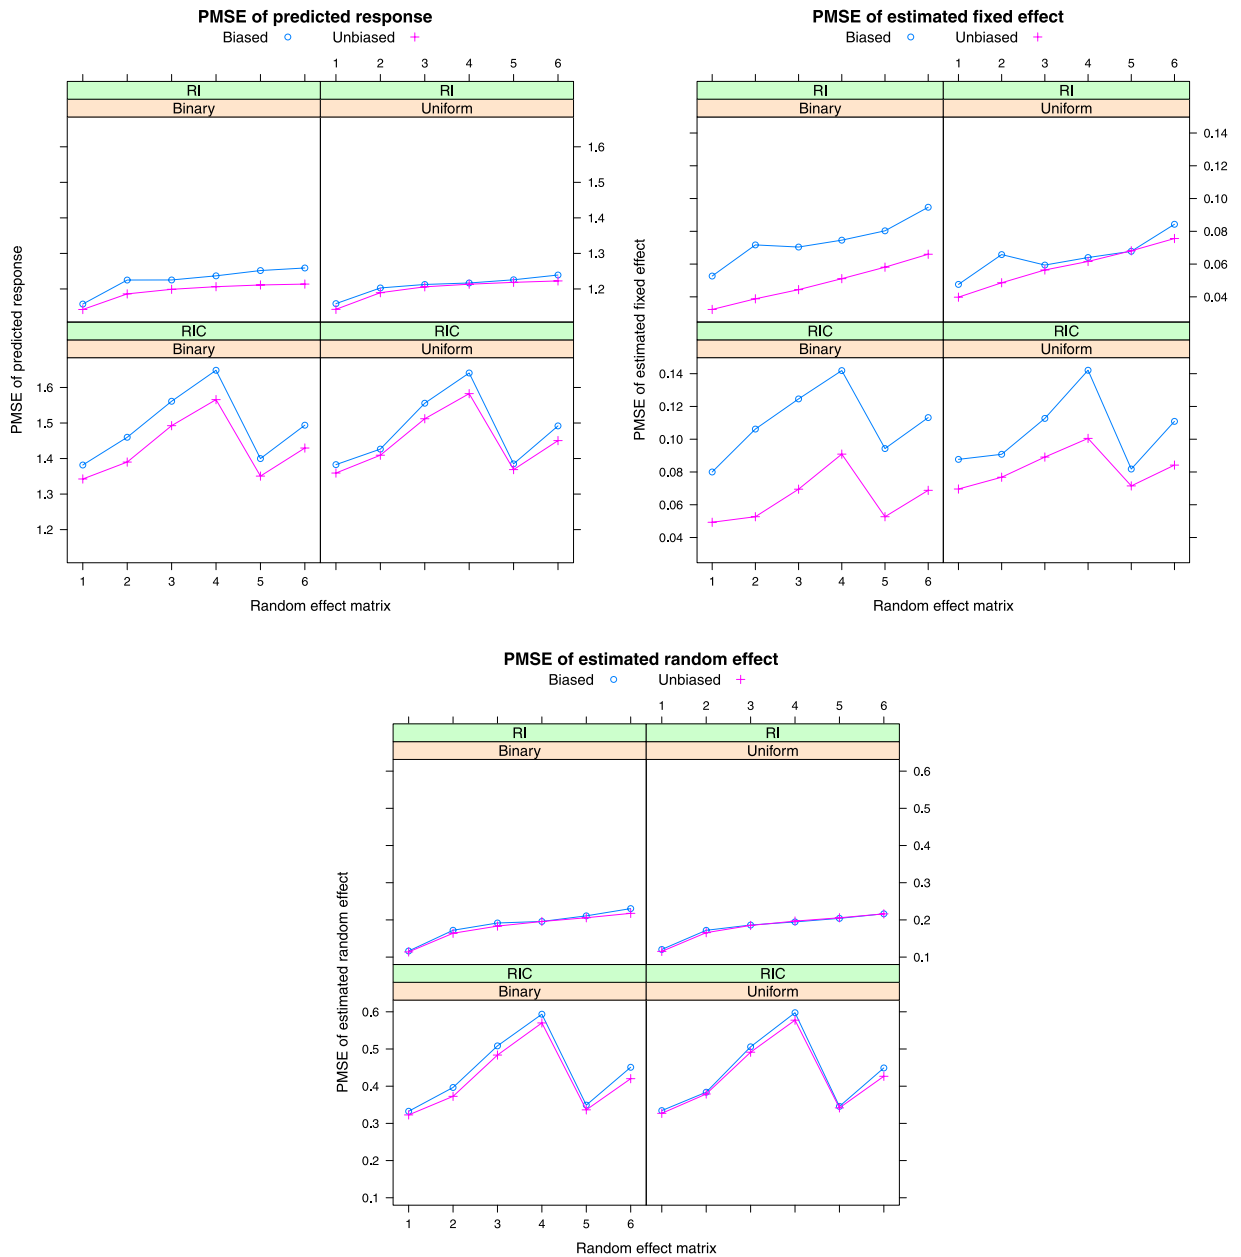 PMSE of predicted response
Biased Unbiased
1 2 3 4 5 6
RI RI
Binary Uniform
1.6
1.5
1.4
1.3
1.2
RIC RIC
Binary Uniform
1.6
1.5
1.4
1.3
1.2
1 2 3 4 5 6
PMSE of predicted response
Random effect matrix
PMSE of estimated fixed effect
Biased Unbiased
1 2 3 4 5 6
RI RI
Binary Uniform
0.14
0.12
0.10
0.08
0.06
0.04
RIC RIC
Binary Uniform
0.14
0.12
0.10
0.08
0.06
0.04
1 2 3 4 5 6
PMSE of estimated fixed effect
Random effect matrix
PMSE of estimated random effect
Biased Unbiased
1 2 3 4 5 6
RI RI
Binary Uniform
0.6
0.5
0.4
0.3
0.2
0.1
RIC RIC
Binary Uniform
0.6
0.5
0.4
0.3
0.2
0.1
1 2 3 4 5 6
PMSE of estimated random effect
Random effect matrix